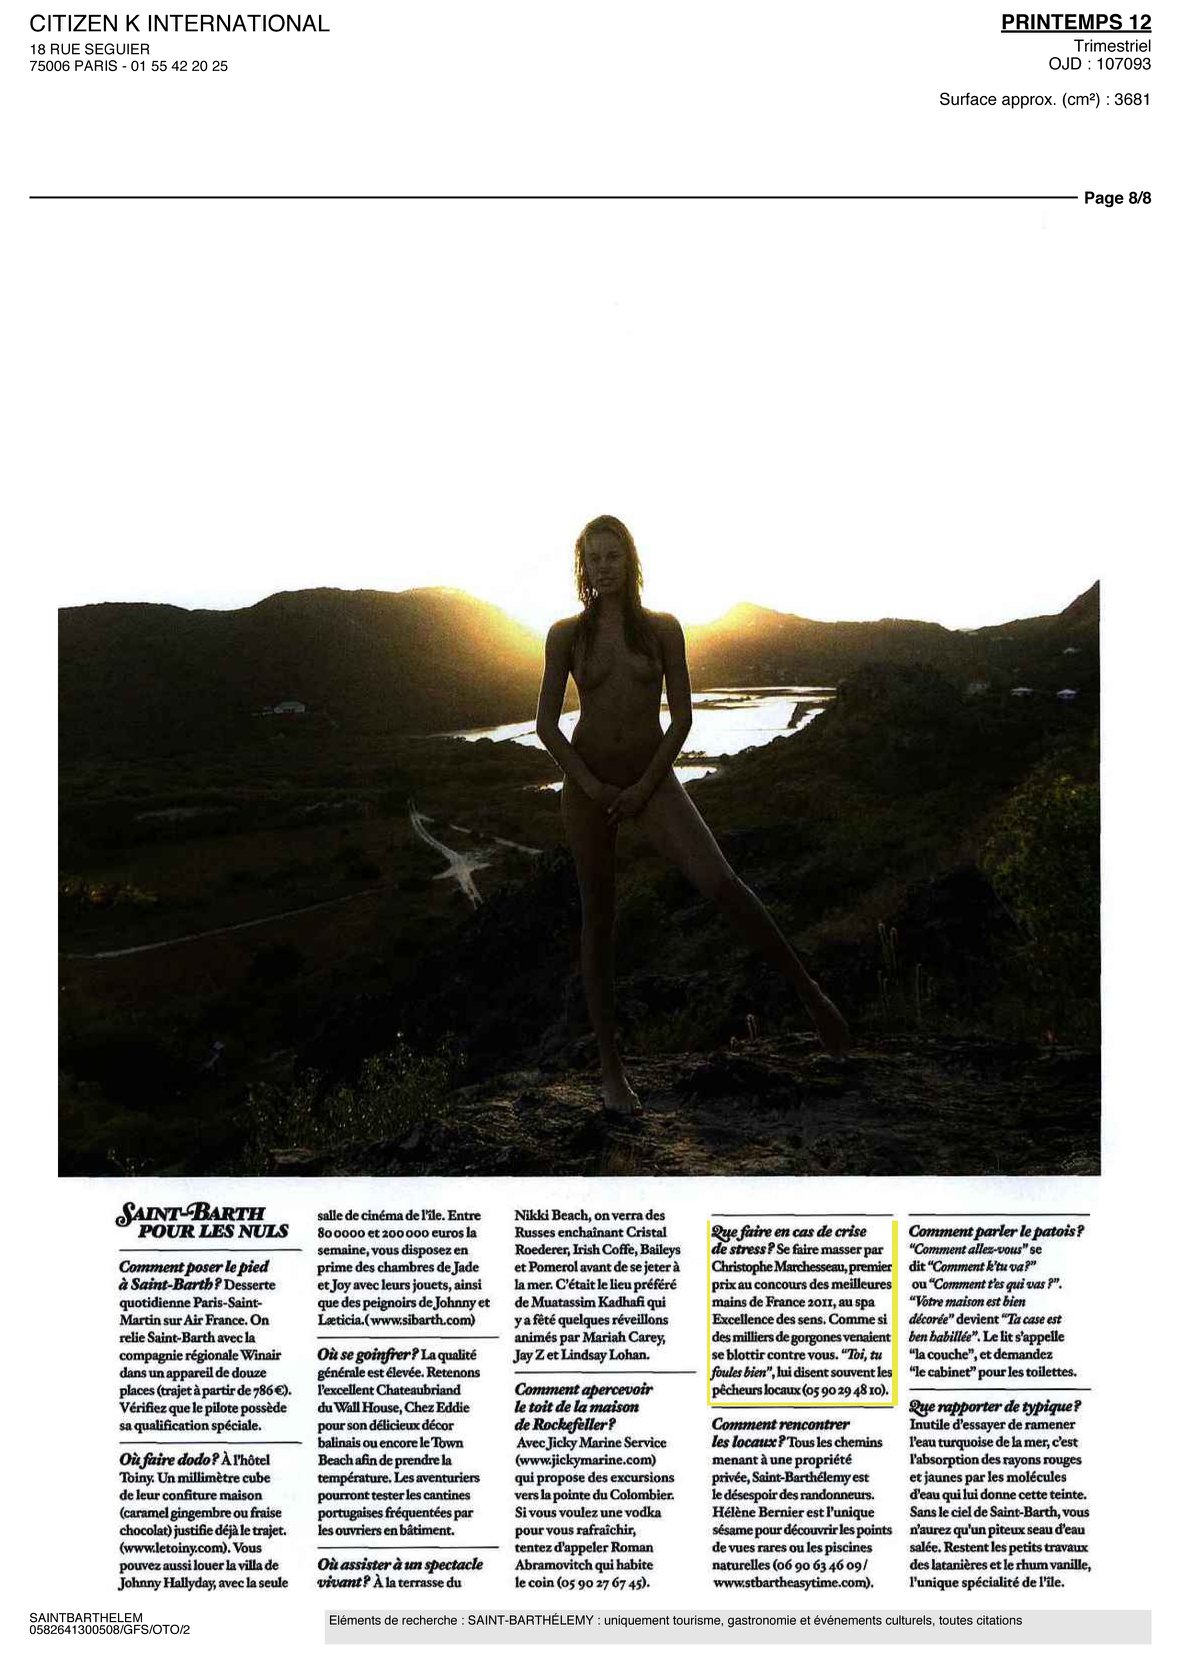 CITIZEN K INTERNATIONAL
18 RUE SEGUIER
75006 PARIS - 01 55 42 20 25
PRINTEMPS 12
Trimestriel
OJD : 107093
Surface approx. (cm²) : 3681
Page 8/8
SAINT-BARTH
POUR LES NULS
Comment poser le pied
à Saint-Barth? Desserte
quotidienne Paris-Saint-
Martin sur Air France. On
relie Saint-Barth avec la
compagnie régionale Winair
dans un appareil de douze
places (trajet à partir de 786€).
Vérifiez que le pilote possède
sa qualification spéciale.
Où faire dodo? À l'hôtel
Toiny. Un millimètre cube
de leur confiture maison
(caramel gingembre ou fraise
chocolat) justifie déjà le trajet.
(www.letoiny.com). Vous
pouvez aussi louer la villa de
Johnny Hallyday, avec la seule
salle de cinéma de l'île. Entre
80 0000 et 200 000 euros la
semaine, vous disposez en
prime des chambres de Jade
et Joy avec leurs jouets, ainsi
que des peignoirs de Johnny et
Læticia.(www.sibarth.com)
Où se goinfrer? La qualité
générale est élevée. Retenons
l'excellent Chateaubriand
du Wall House, Chez Eddie
pour son délicieux décor
balinais ou encore le Town
Beach afin de prendre la
température. Les aventuriers
pourront tester les cantines
portugaises fréquentées par
les ouvriers en bâtiment.
Où assister à un spectacle
vivant? À la terrasse du
Nikki Beach, on verra des
Russes enchaînant Cristal
Roederer, Irish Coffe, Baileys
et Pomerol avant de se jeter à
la mer. C'était le lieu préféré
de Muatassim Kadhafi qui
y a fêté quelques réveillons
animés par Mariah Carey,
Jay Z et Lindsay Lohan.
Comment apercevoir
le toit de la maison
de Rockefeller?
Avec Jicky Marine Service
(www.jickymarine.com)
qui propose des excursions
vers la pointe du Colombier.
Si vous voulez une vodka
pour vous rafraîchir,
tentez d'appeler Roman
Abramovitch qui habite
le coin (05 90 27 67 45).
Que faire en cas de crise
de stress? Se faire masser par
Christophe Marchesseau, premier
prix au concours des meilleures
mains de France 2011, au spa
Excellence des sens. Comme si
des milliers de gorgones venaient
se blottir contre vous. "Toi, tu
foules bien", lui disent souvent les
pêcheurs locaux (05 90 29 48 10).
Comment rencontrer
les locaux? Tous les chemins
menant à une propriété
privée, Saint-Barthélemy est
le désespoir des randonneurs.
Hélène Bernier est l'unique
sésame pour découvrir les points
de vues rares ou les piscines
naturelles (06 90 63 46 09/
www.stbartheasytime.com).
Comment parler le patois?
"Comment allez-vous" se
dit "Comment k'tu va?"
ou "Comment t'es qui vas?".
"Votre maison est bien
décorée" devient "Ta case est
ben habillée". Le lit s'appelle
"la couche", et demandez
"le cabinet" pour les toilettes.
Que rapporter de typique?
Inutile d'essayer de ramener
l'eau turquoise de la mer, c'est
l'absorption des rayons rouges
et jaunes par les molécules
d'eau qui lui donne cette teinte.
Sans le ciel de Saint-Barth, vous
n'aurez qu'un piteux seau d'eau
salée. Restent les petits travaux
des latanières et le rhum vanille,
l'unique spécialité de l'île.
SAINTBARTHELEM
0582641300508/GFS/OTO/2
Eléments de recherche : SAINT-BARTHÉLEMY : uniquement tourisme, gastronomie et événements culturels, toutes citations